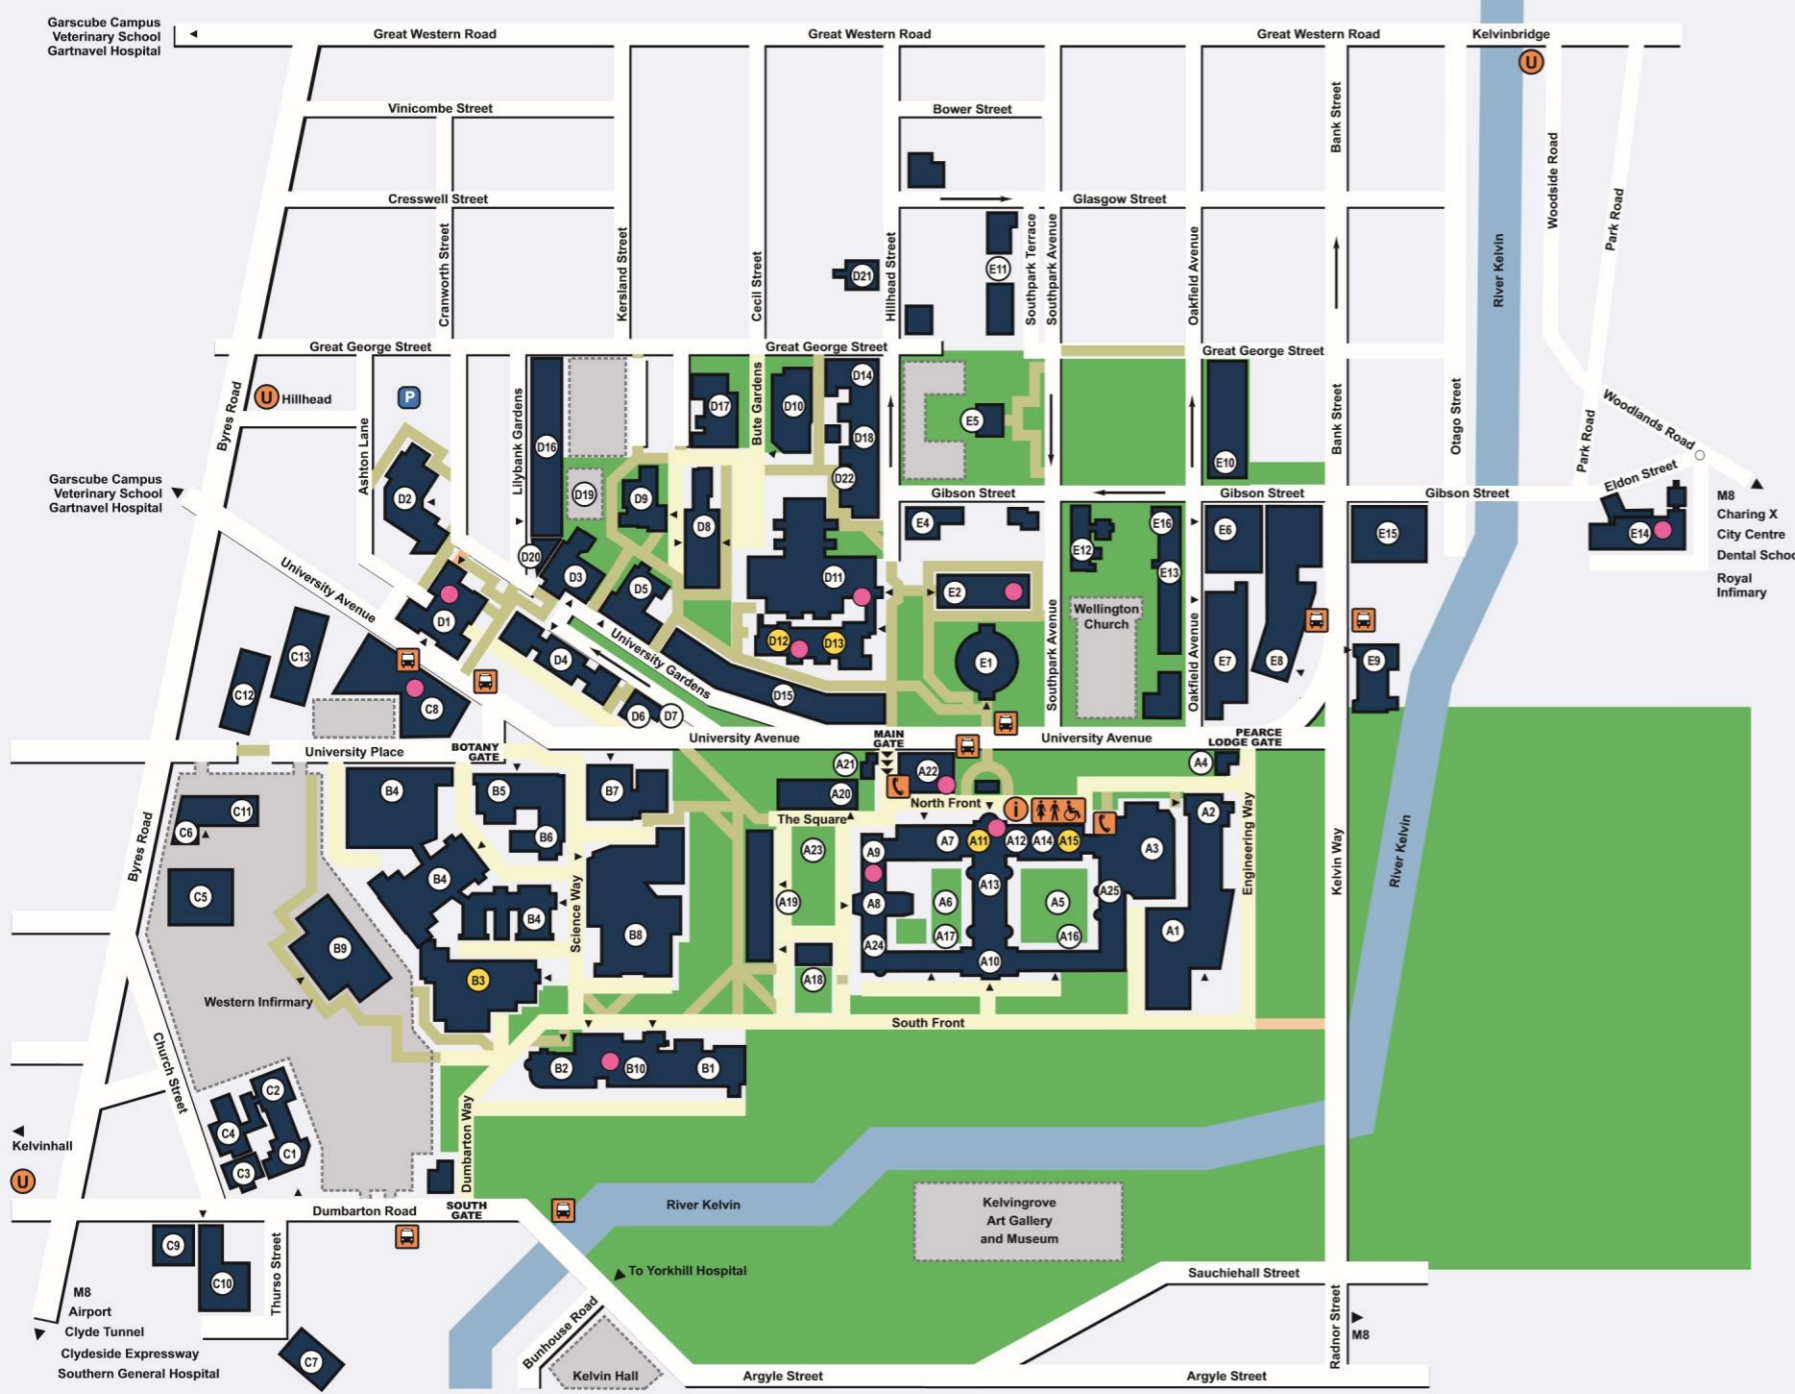 Garscube Campus
Veterinary School
Gartnavel Hospital
Great Western Road
Great Western Road
Great Western Road
Kelvinbridge
U
Vinicombe Street
Bower Street
Bank Street
Cresswell Street
Glasgow Street
Woodside Road
Park Road
Cranworth Street
Kersland Street
Cecil Street
Hillhead Street
Southpark Terrace
Southpark Avenue
Oakfield Avenue
River Kelvin
D21
E11
Great George Street
Great George Street
Great George Street
Byres Road
U Hillhead
P
Ashton Lane
Lilybank Gardens
Bute Gardens
D14
D17
D10
D18
D16
E5
E10
Bank Street
Otago Street
Park Road
Woodlands Road
Eldon Street
Garscube Campus
Veterinary School
Gartnavel Hospital
D2
D19
D9
D22
Gibson Street
Gibson Street
Gibson Street
M8
Charing X
City Centre
Dental Schoo
Royal
Infimary
D8
E4
E12
E16
E6
E15
E14
D20
D3
D5
D11
E2
E13
University Avenue
D1
Wellington
Church
D12
D13
University Gardens
D4
E1
Southpark Avenue
Oakfield Avenue
E7
E8
E9
C13
C12
C8
D15
D6
D7
University Avenue
University Avenue
MAIN
GATE
PEARCE
LODGE GATE
University Place
BOTANY
GATE
A21
A22
A4
B4
B5
B7
A20
North Front
i
The Square
C11
C6
B6
A2
A7
A11
A12
A14
A15
A3
A9
A23
Byres Road
B4
C5
A13
A25
Engineering Way
Kelvin Way
River Kelvin
A19
A8
A6
A5
B4
Science Way
B8
B9
A24
A17
A16
A1
A10
B3
A18
Western Infirmary
South Front
Church Street
B2
B10
B1
C2
C4
C1
C3
Kelvinhall
U
Dumbarton Way
Dumbarton Road
SOUTH
GATE
River Kelvin
Kelvingrove
Art Gallery
and Museum
C9
C10
Thurso Street
To Yorkhill Hospital
Sauchiehall Street
M8
Airport
Clyde Tunnel
Clydeside Expressway
Southern General Hospital
C7
Bunhouse Road
Kelvin Hall
Argyle Street
Argyle Street
Radnor Street
M8